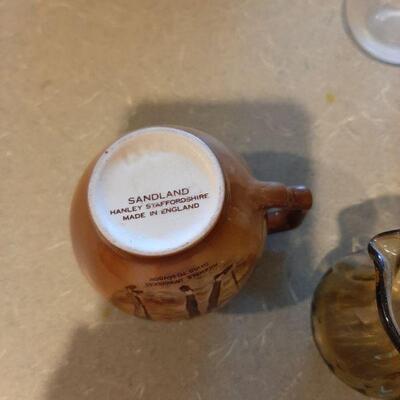 SANDLAND
HANLEY STAFFORDSHIRE
MADE IN ENGLAND